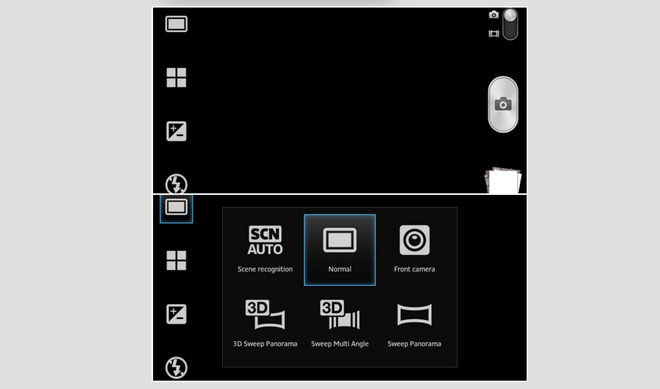 SCN
AUTO
Scene recognition
Normal
Front camera
3D
3D Sweep Panorama
3D
Sweep Multi Angle
Sweep Panorama